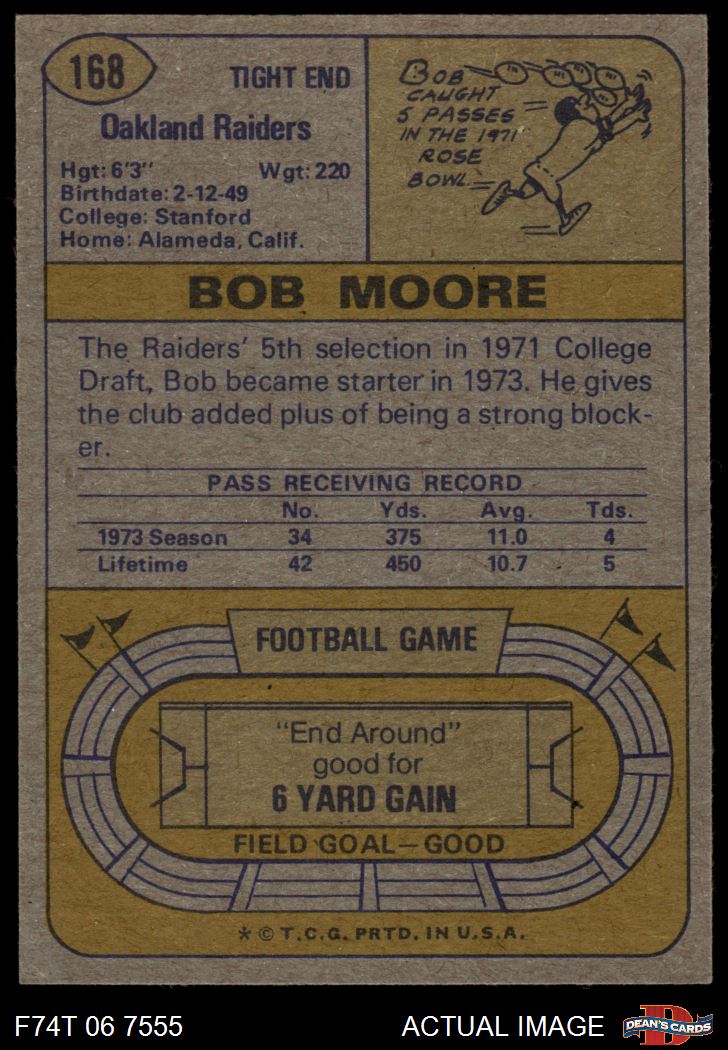 168
TIGHT END
Oakland Raiders
Hgt: 6'3" Wgt: 220
Birthdate: 2-12-49
College: Stanford
Home: Alameda, Calif.
BOB
CAUGHT
5 PASSES
IN THE 1971
ROSE
BOWL.
BOB MOORE
The Raiders' 5th selection in 1971 College
Draft, Bob became starter in 1973. He gives
the club added plus of being a strong block-
er.
PASS RECEIVING RECORD
No. Yds. Avg. Tds.
1973 Season 34 375 11.0 4
Lifetime 42 450 10.7 5
FOOTBALL GAME
"End Around"
good for
6 YARD GAIN
FIELD GOAL—GOOD
* © T.C.G. PRTD. IN U.S.A.
F74T 06 7555 ACTUAL IMAGE
D
DEAN'S CARDS